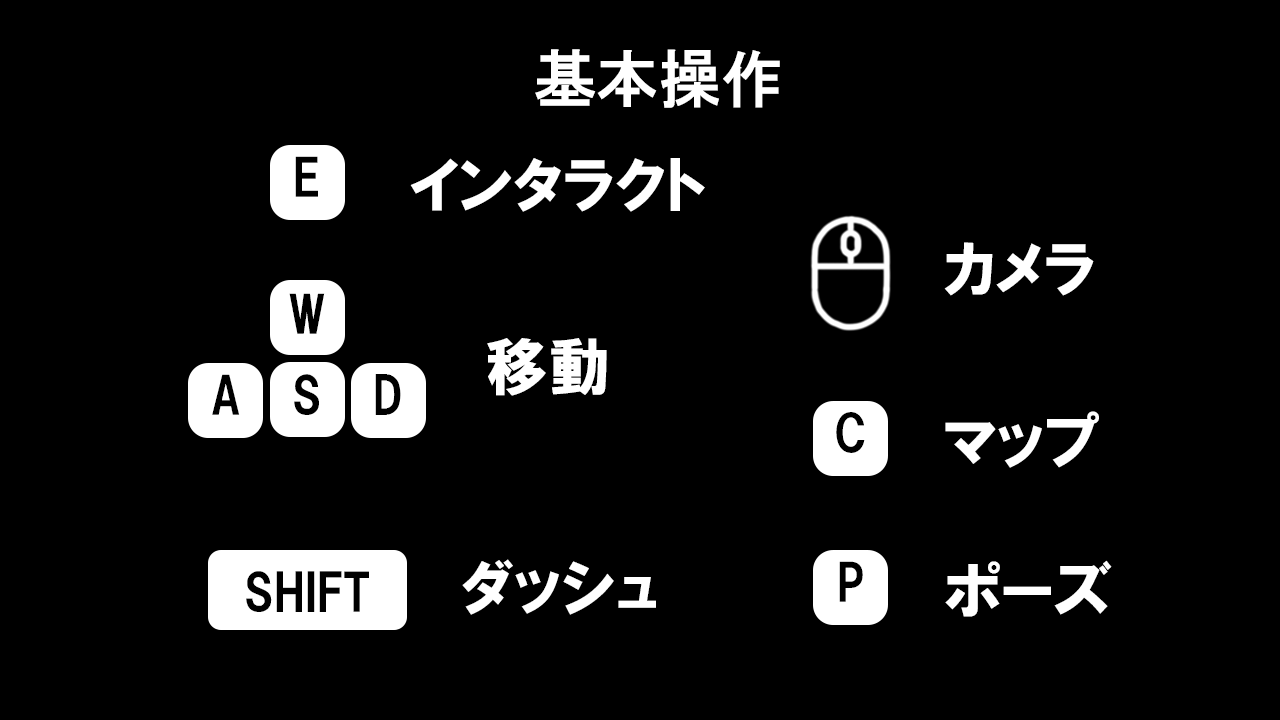 基本操作
E インタラクト
W
A S D 移動
SHIFT ダッシュ
カメラ
C マップ
P ポーズ